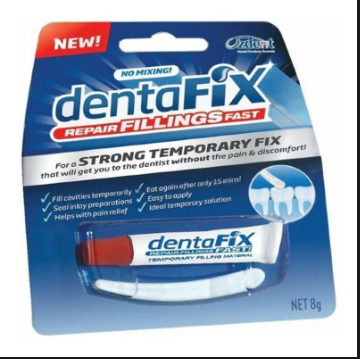 NEW!
Ozdent
NO MIXING!
dentaFIX
REPAIR FILLINGS FAST
For a STRONG TEMPORARY FIX
that will get you to the dentist without the pain & discomfort!
✓ Fill cavities temporarily ✓ Eat again after only 15 mins!
✓ Seal inlay preparations ✓ Easy to apply
✓ Helps with pain relief ✓ Ideal temporary solution
dentaFIX
REPAIR FILLINGS FAST!
TEMPORARY FILLING MATERIAL
NET 8g